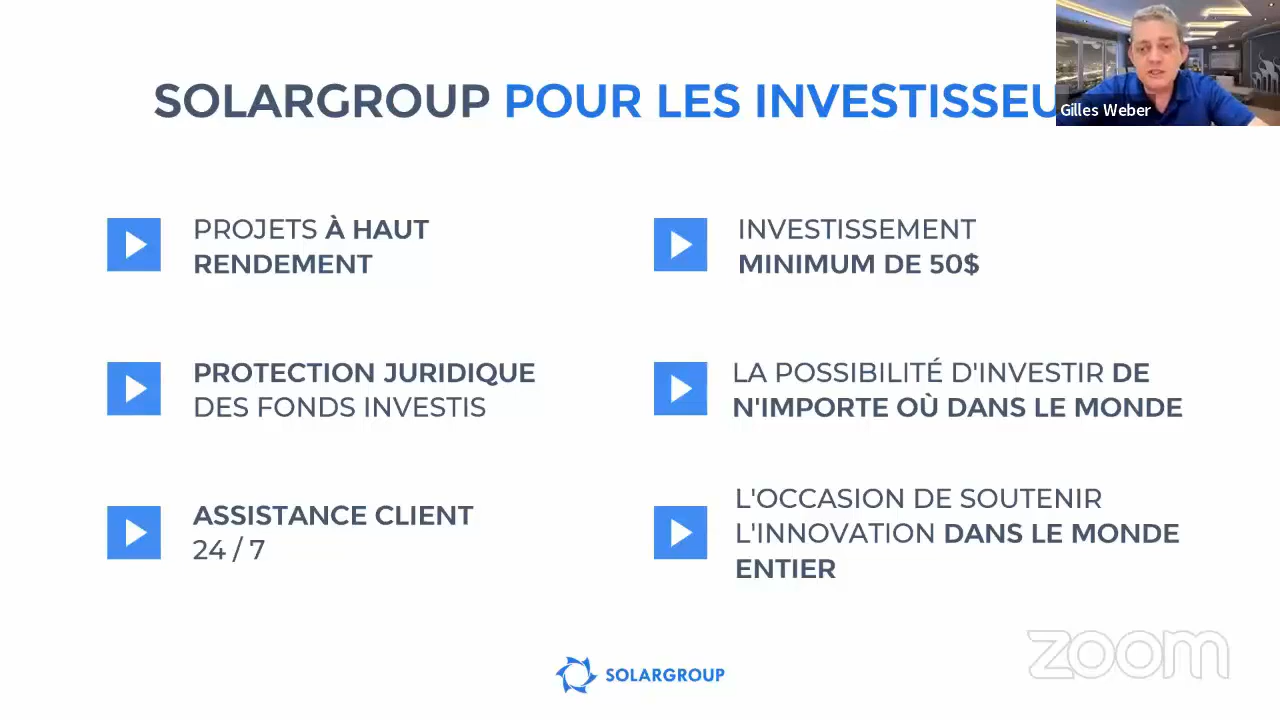 SOLARGROUP POUR LES INVESTISSEU
Gilles Weber
PROJETS À HAUT
RENDEMENT
INVESTISSEMENT
MINIMUM DE 50$
PROTECTION JURIDIQUE
DES FONDS INVESTIS
LA POSSIBILITÉ D'INVESTIR DE
N'IMPORTE OÙ DANS LE MONDE
ASSISTANCE CLIENT
24 / 7
L'OCCASION DE SOUTENIR
L'INNOVATION DANS LE MONDE
ENTIER
SOLARGROUP
zoom